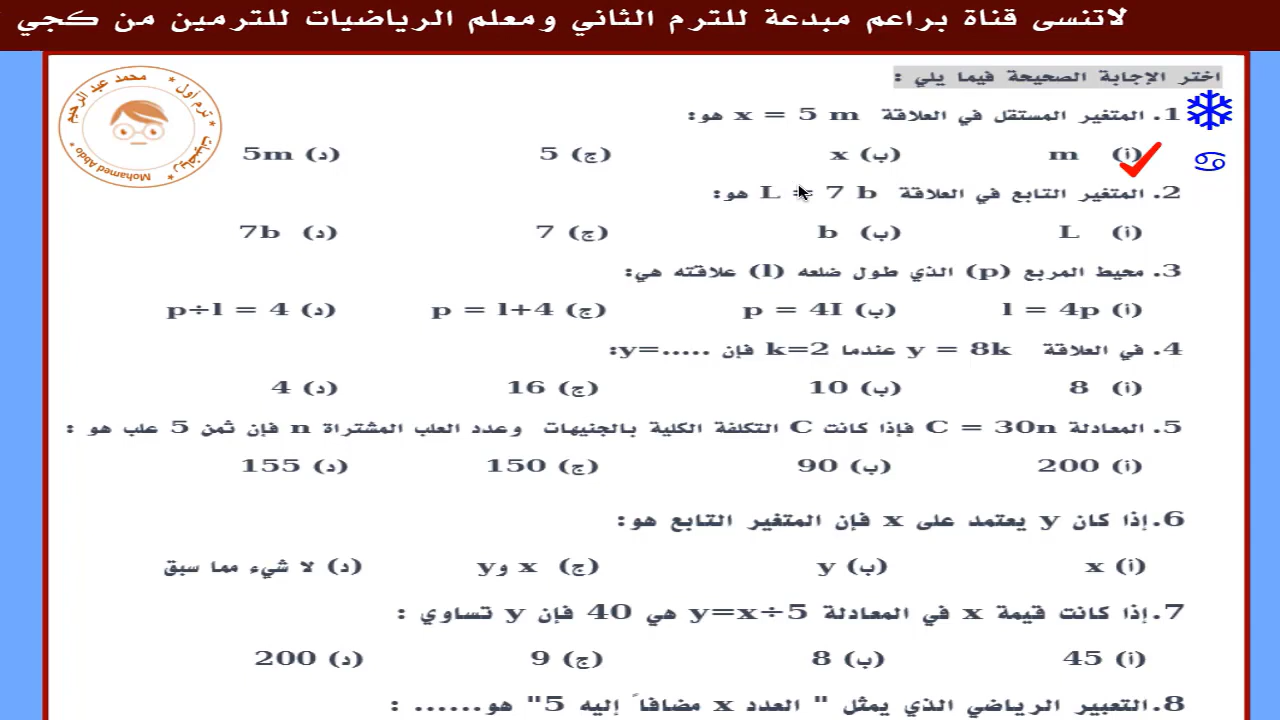 لاتنسى قناة براعم مبدعة للترم الثاني ومعلم الرياضيات للترمين من كجي
اختر الإجابة الصحيحة فيما يلي :
1. المتغير المستقل في العلاقة x = 5 m هو:
(أ) m (ب) x (ج) 5 (د) 5m
2. المتغير التابع في العلاقة L = 7 b هو:
(أ) L (ب) b (ج) 7 (د) 7b
3. محيط المربع (p) الذي طول ضلعه (l) علاقته هي:
(أ) l = 4p (ب) p = 4I (ج) p = l+4 (د) p÷l = 4
4. في العلاقة y = 8k عندما k=2 فإن .....=y:
(أ) 8 (ب) 10 (ج) 16 (د) 4
5. المعادلة C = 30n فإذا كانت C التكلفة الكلية بالجنيهات وعدد العلب المشتراة n فإن ثمن 5 علب هو :
(أ) 200 (ب) 90 (ج) 150 (د) 155
6.إذا كان y يعتمد على x فإن المتغير التابع هو:
(أ) x (ب) y (ج) x وy (د) لا شيء مما سبق
7.إذا كانت قيمة x في المعادلة y=x÷5 هي 40 فإن y تساوي :
(أ) 45 (ب) 8 (ج) 9 (د) 200
8.التعبير الرياضي الذي يمثل " العدد x مضافاً إليه 5" هو...... :
محمد عبد الرحيم * ترم أول * رياضيات * Mohamed Abdo *